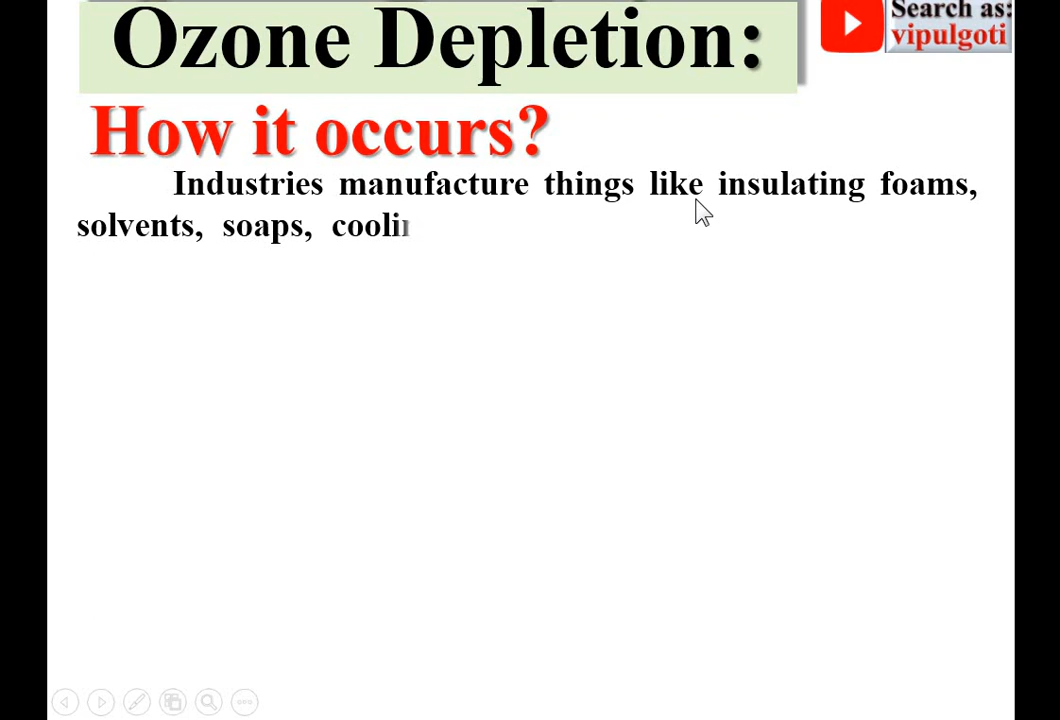 Ozone Depletion:
Search as:
vipulgoti
How it occurs?
Industries manufacture things like insulating foams,
solvents, soaps,